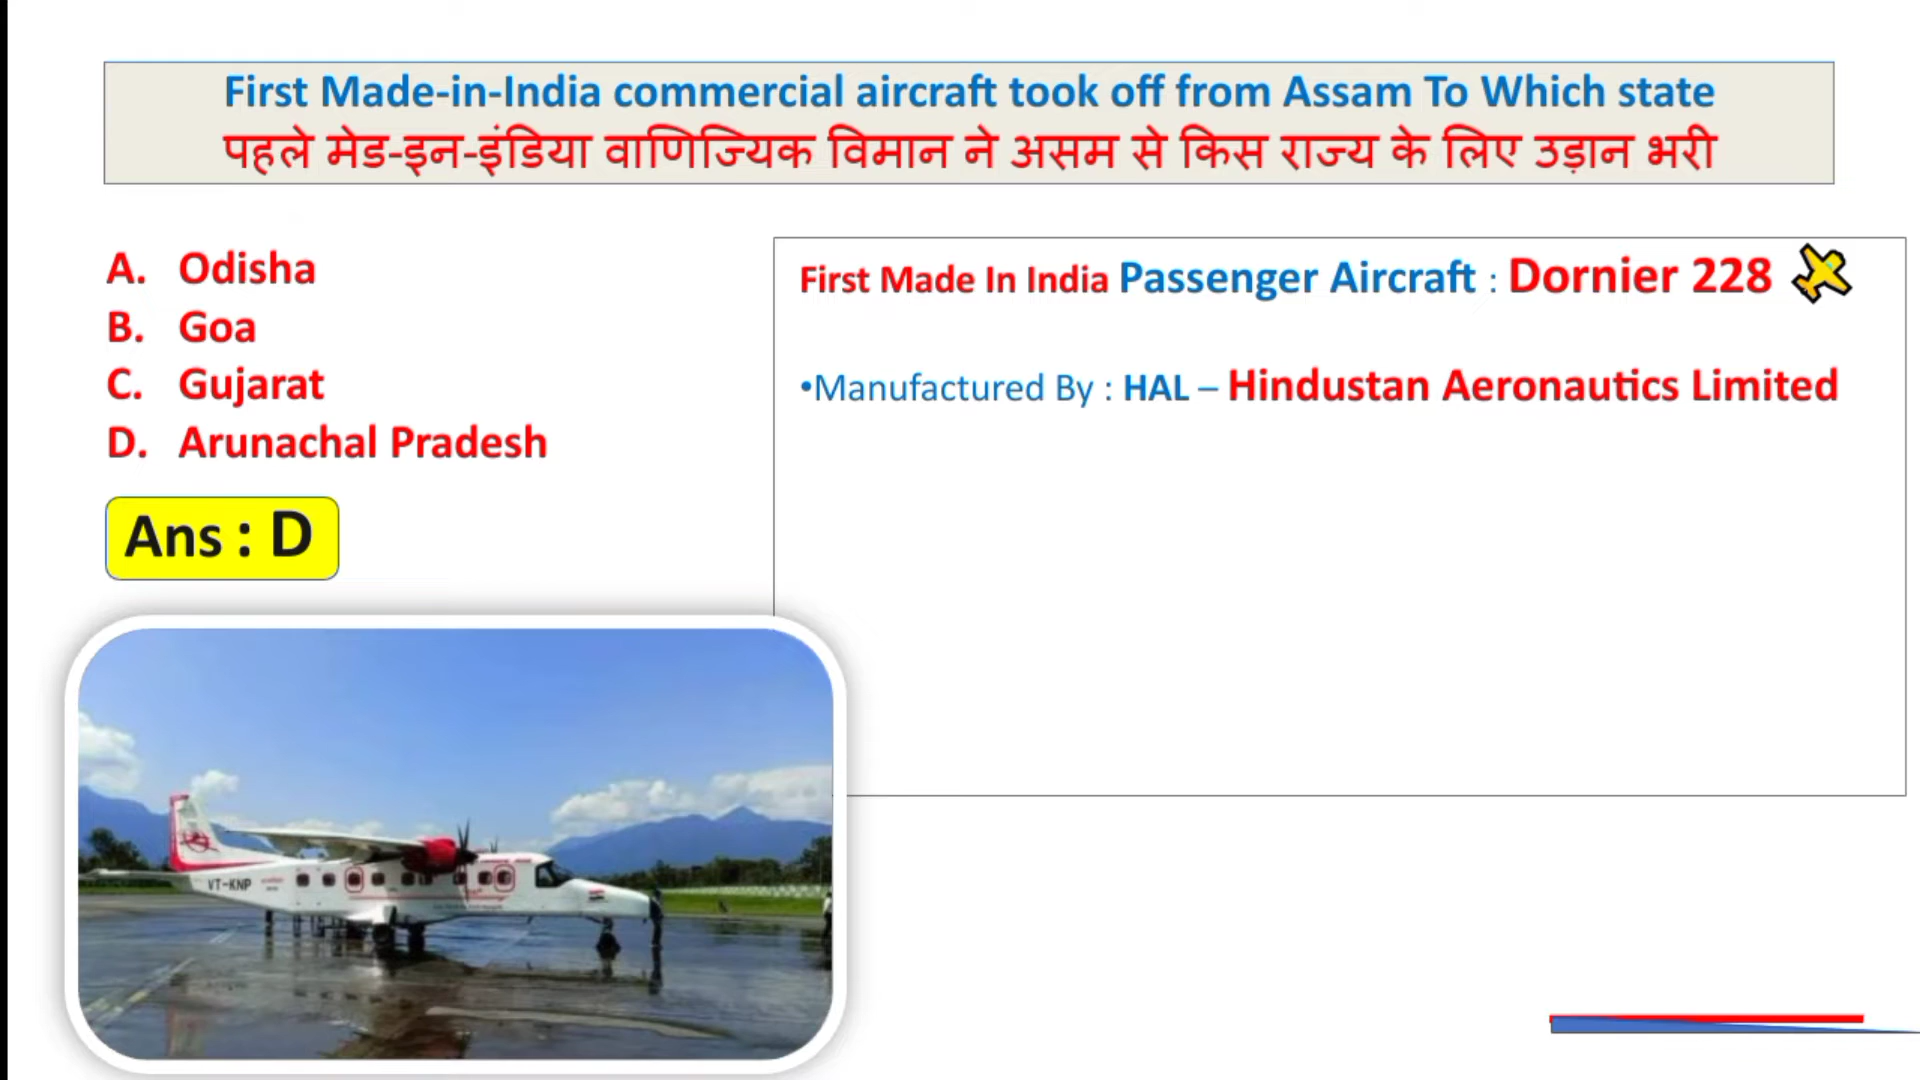 First Made-in-India commercial aircraft took off from Assam To Which state
पहले मेड-इन-इंडिया वाणिज्यिक विमान ने असम से किस राज्य के लिए उड़ान भरी
A. Odisha
B. Goa
C. Gujarat
D. Arunachal Pradesh
Ans : D
First Made In India Passenger Aircraft : Dornier 228
•Manufactured By : HAL – Hindustan Aeronautics Limited
VT-KNP